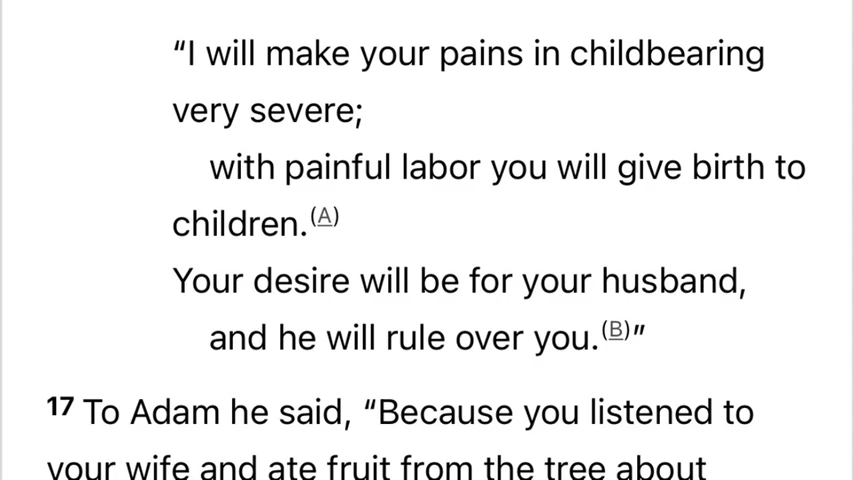 “I will make your pains in childbearing
very severe;
with painful labor you will give birth to
children.(A)
Your desire will be for your husband,
and he will rule over you.(B)”
17 To Adam he said, “Because you listened to
your wife and ate fruit from the tree about